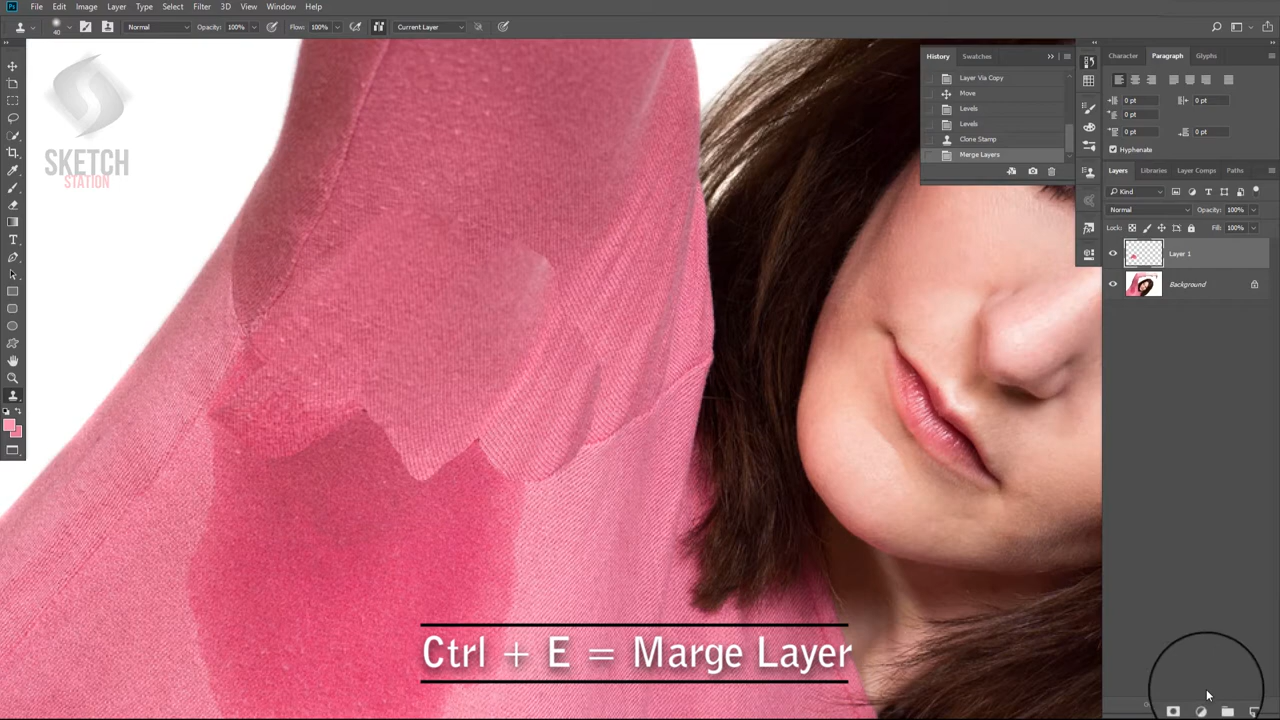 Ps File Edit Image Layer Type Select Filter 3D View Window Help
40 Normal Opacity: 100% Flow: 100% Current Layer
SKETCH
STATION
History Swatches
Layer Via Copy
Move
Levels
Levels
Clone Stamp
Merge Layers
Character Paragraph Glyphs
0 pt 0 pt
0 pt
0 pt 0 pt
Hyphenate
Layers Libraries Layer Comps Paths
Kind
Normal Opacity: 100%
Lock: Fill: 100%
Layer 1
Background
Ctrl + E = Marge Layer